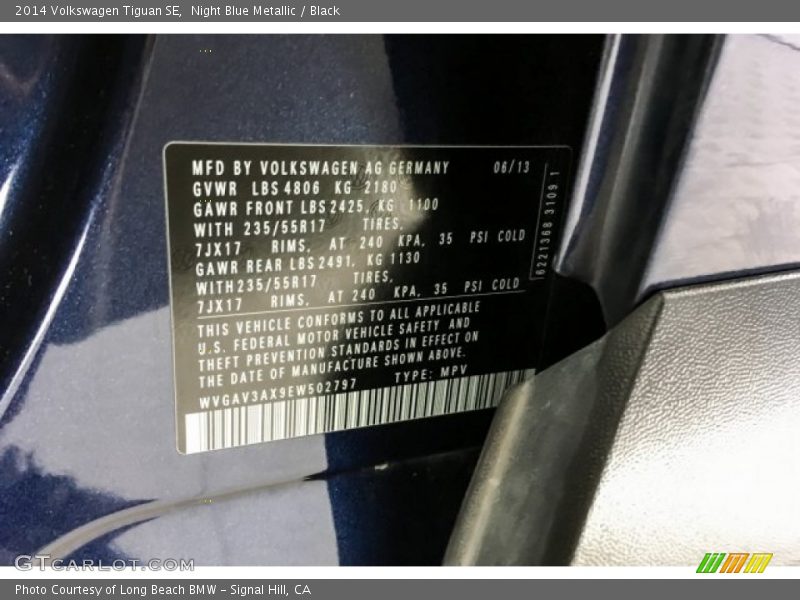 2014 Volkswagen Tiguan SE, Night Blue Metallic / Black
MFD BY VOLKSWAGEN AG GERMANY 06/13
GVWR LBS 4806 KG 2180
GAWR FRONT LBS 2425, KG 1100
WITH 235/55R17 TIRES,
7JX17 RIMS, AT 240 KPA, 35 PSI COLD
GAWR REAR LBS 2491, KG 1130
WITH 235/55R17 TIRES,
7JX17 RIMS, AT 240 KPA, 35 PSI COLD
6221368 3109.1
THIS VEHICLE CONFORMS TO ALL APPLICABLE
U.S. FEDERAL MOTOR VEHICLE SAFETY AND
THEFT PREVENTION STANDARDS IN EFFECT ON
THE DATE OF MANUFACTURE SHOWN ABOVE.
WVGAV3AX9EW502797 TYPE: MPV
GTCARLOT.COM
Photo Courtesy of Long Beach BMW - Signal Hill, CA